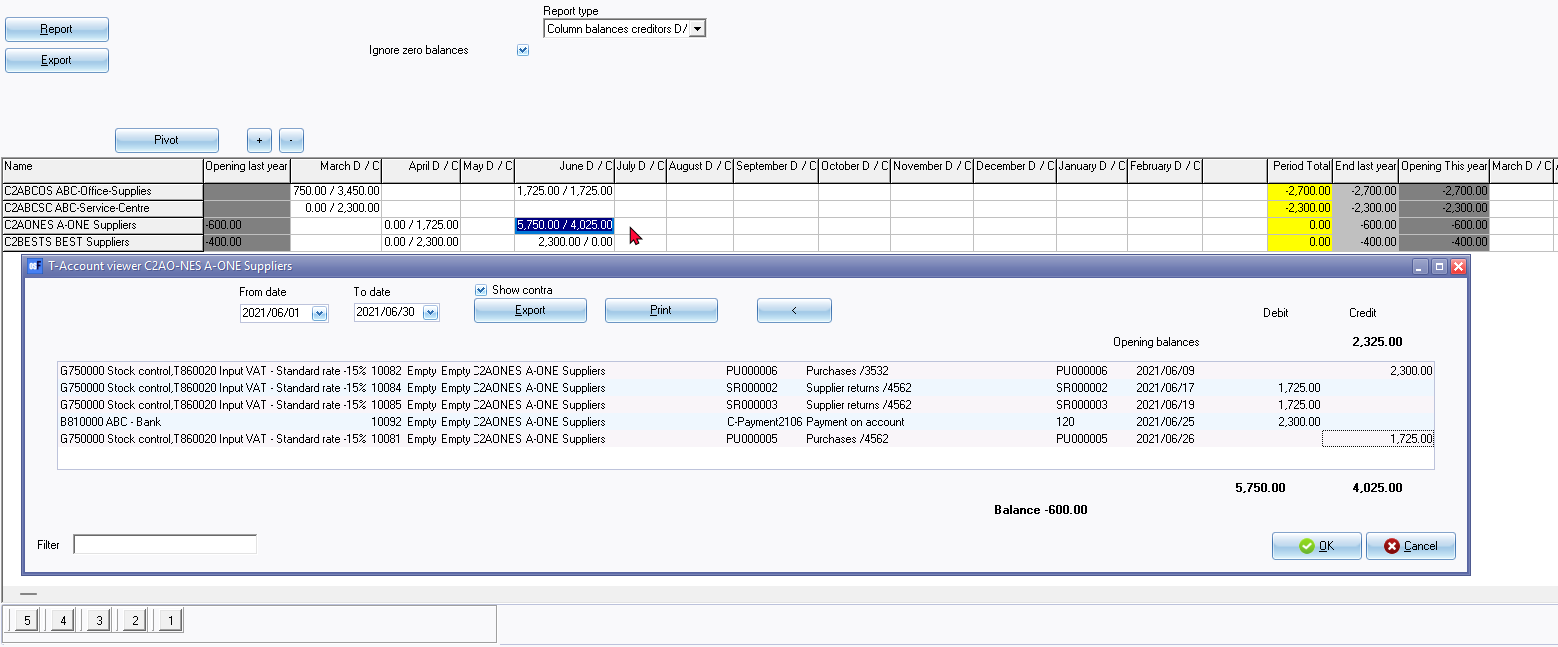 Report type
Report
Column balances creditors D/
Ignore zero balances
Export
Pivot + -
Name Opening last year March D / C April D / C May D / C June D / C July D / C August D / C September D / C October D / C November D / C December D / C January D / C February D / C Period Total End last year Opening This year March D / C
C2ABCOS ABC-Office-Supplies 750.00 / 3,450.00 1,725.00 / 1,725.00 -2,700.00 -2,700.00 -2,700.00
C2ABCSC ABC-Service-Centre 0.00 / 2,300.00 -2,300.00 -2,300.00 -2,300.00
C2AONES A-ONE Suppliers -600.00 0.00 / 1,725.00 5,750.00 / 4,025.00 0.00 -600.00 -600.00
C2BESTS BEST Suppliers -400.00 0.00 / 2,300.00 2,300.00 / 0.00 0.00 -400.00 -400.00
T-Account viewer C2AO-NES A-ONE Suppliers
From date To date Show contra
2021/06/01 2021/06/30 Export Print < Debit Credit
Opening balances 2,325.00
G750000 Stock control,T860020 Input VAT - Standard rate -15% 10082 Empty Empty C2AONES A-ONE Suppliers PU000006 Purchases /3532 PU000006 2021/06/09 2,300.00
G750000 Stock control,T860020 Input VAT - Standard rate -15% 10084 Empty Empty C2AONES A-ONE Suppliers SR000002 Supplier returns /4562 SR000002 2021/06/17 1,725.00
G750000 Stock control,T860020 Input VAT - Standard rate -15% 10085 Empty Empty C2AONES A-ONE Suppliers SR000003 Supplier returns /4562 SR000003 2021/06/19 1,725.00
B810000 ABC - Bank 10092 Empty Empty C2AONES A-ONE Suppliers C-Payment2106 Payment on account 120 2021/06/25 2,300.00
G750000 Stock control,T860020 Input VAT - Standard rate -15% 10081 Empty Empty C2AONES A-ONE Suppliers PU000005 Purchases /4562 PU000005 2021/06/26 1,725.00
5,750.00 4,025.00
Balance -600.00
Filter OK Cancel
5 4 3 2 1